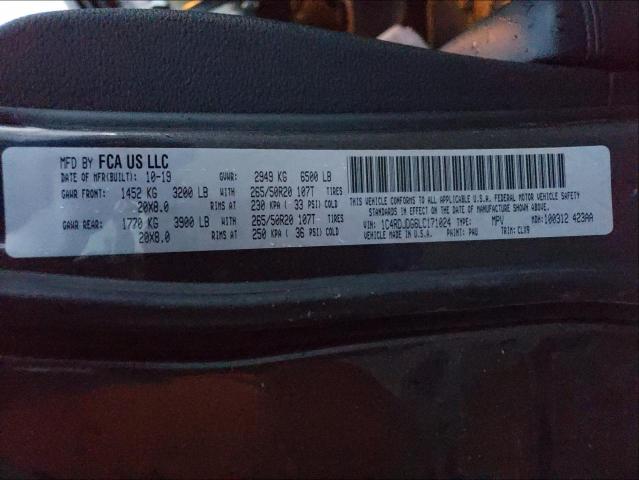 MFD BY FCA US LLC
DATE OF MFR(BUILT): 10-19 GVWR: 2949 KG 6500 LB
GAWR FRONT: 1452 KG 3200 LB WITH 265/50R20 107T TIRES
20X8.0 RIMS AT 230 KPA ( 33 PSI) COLD
GAWR REAR: 1770 KG 3900 LB WITH 265/50R20 107T TIRES
20X8.0 RIMS AT 250 KPA ( 36 PSI) COLD
THIS VEHICLE CONFORMS TO ALL APPLICABLE U.S.A. FEDERAL MOTOR VEHICLE SAFETY
STANDARDS IN EFFECT ON THE DATE OF MANUFACTURE SHOWN ABOVE.
VIN: 1C4RDJDG6LC171024 TYPE: MPV MDH: 100312 423AA
VEHICLE MADE IN U.S.A. PAINT: PAU TRIM: CLX9